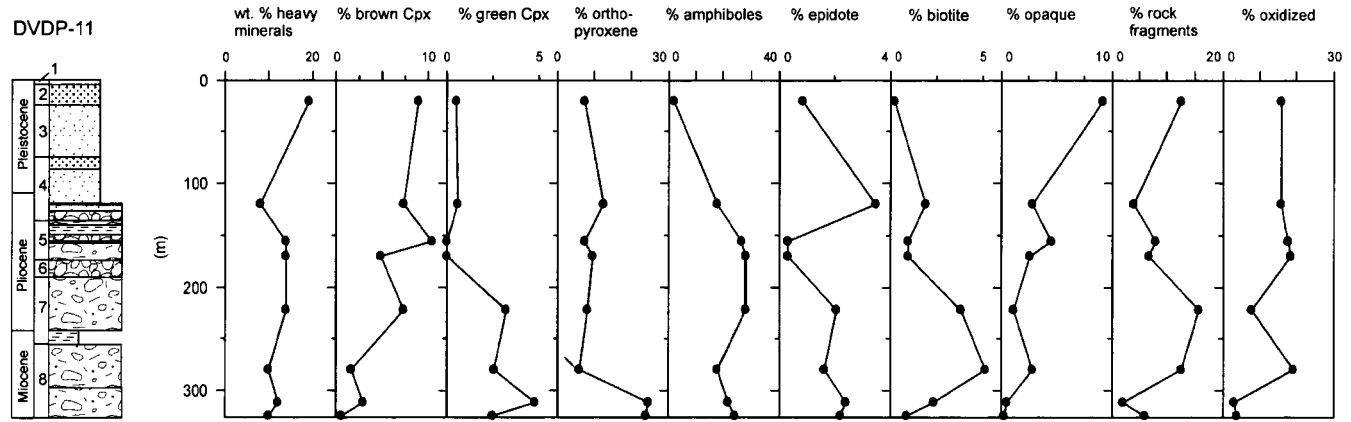 DVDP-11
wt. % heavy minerals
% brown Cpx
% green Cpx
% ortho-pyroxene
% amphiboles
% epidote
% biotite
% opaque
% rock fragments
% oxidized
0 20 0 10 0 5 0 30 0 40 0 4 0 5 0 10 0 20 0 30
0
100
200
300
(m)
Pleistocene
Pliocene
Miocene
1
2
3
4
5
6
7
8